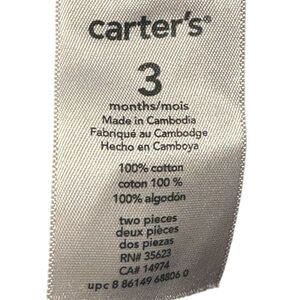 carter's®
3
months/mois
Made in Cambodia
Fabriqué au Cambodge
Hecho en Camboya
100% cotton
coton 100 %
100% algodón
two pieces
deux pièces
dos piezas
RN# 35623
CA# 14974
upc 8 86149 68806 0